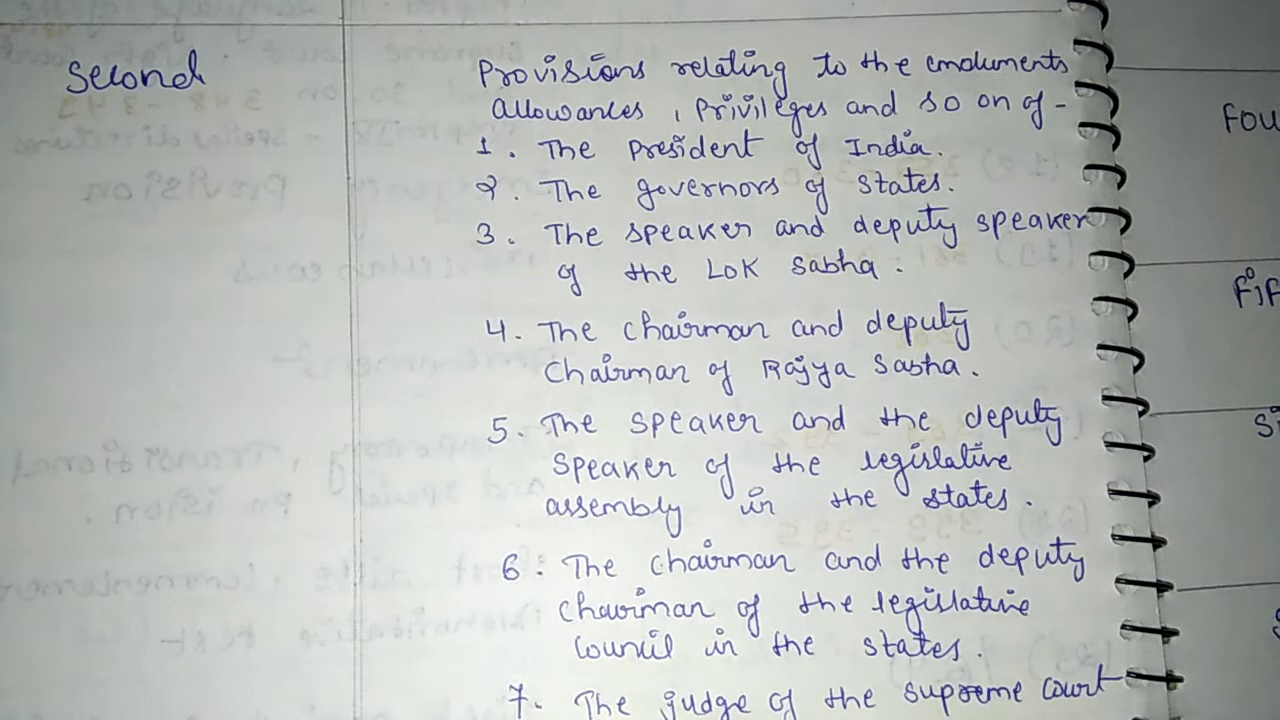 Second
Provisions relating to the emoluments
Allowances, Privileges and so on of -
1. The President of India.
2. The governors of states.
3. The speaker and deputy speaker
of the Lok Sabha.
4. The Chairman and deputy
Chairman of Rajya Sabha.
5. The speaker and the deputy
speaker of the legislative
assembly in the states.
6. The chairman and the deputy
chairman of the legislative
Council in the states.
7. The judge of the supreme court
Fou
Fif
Si